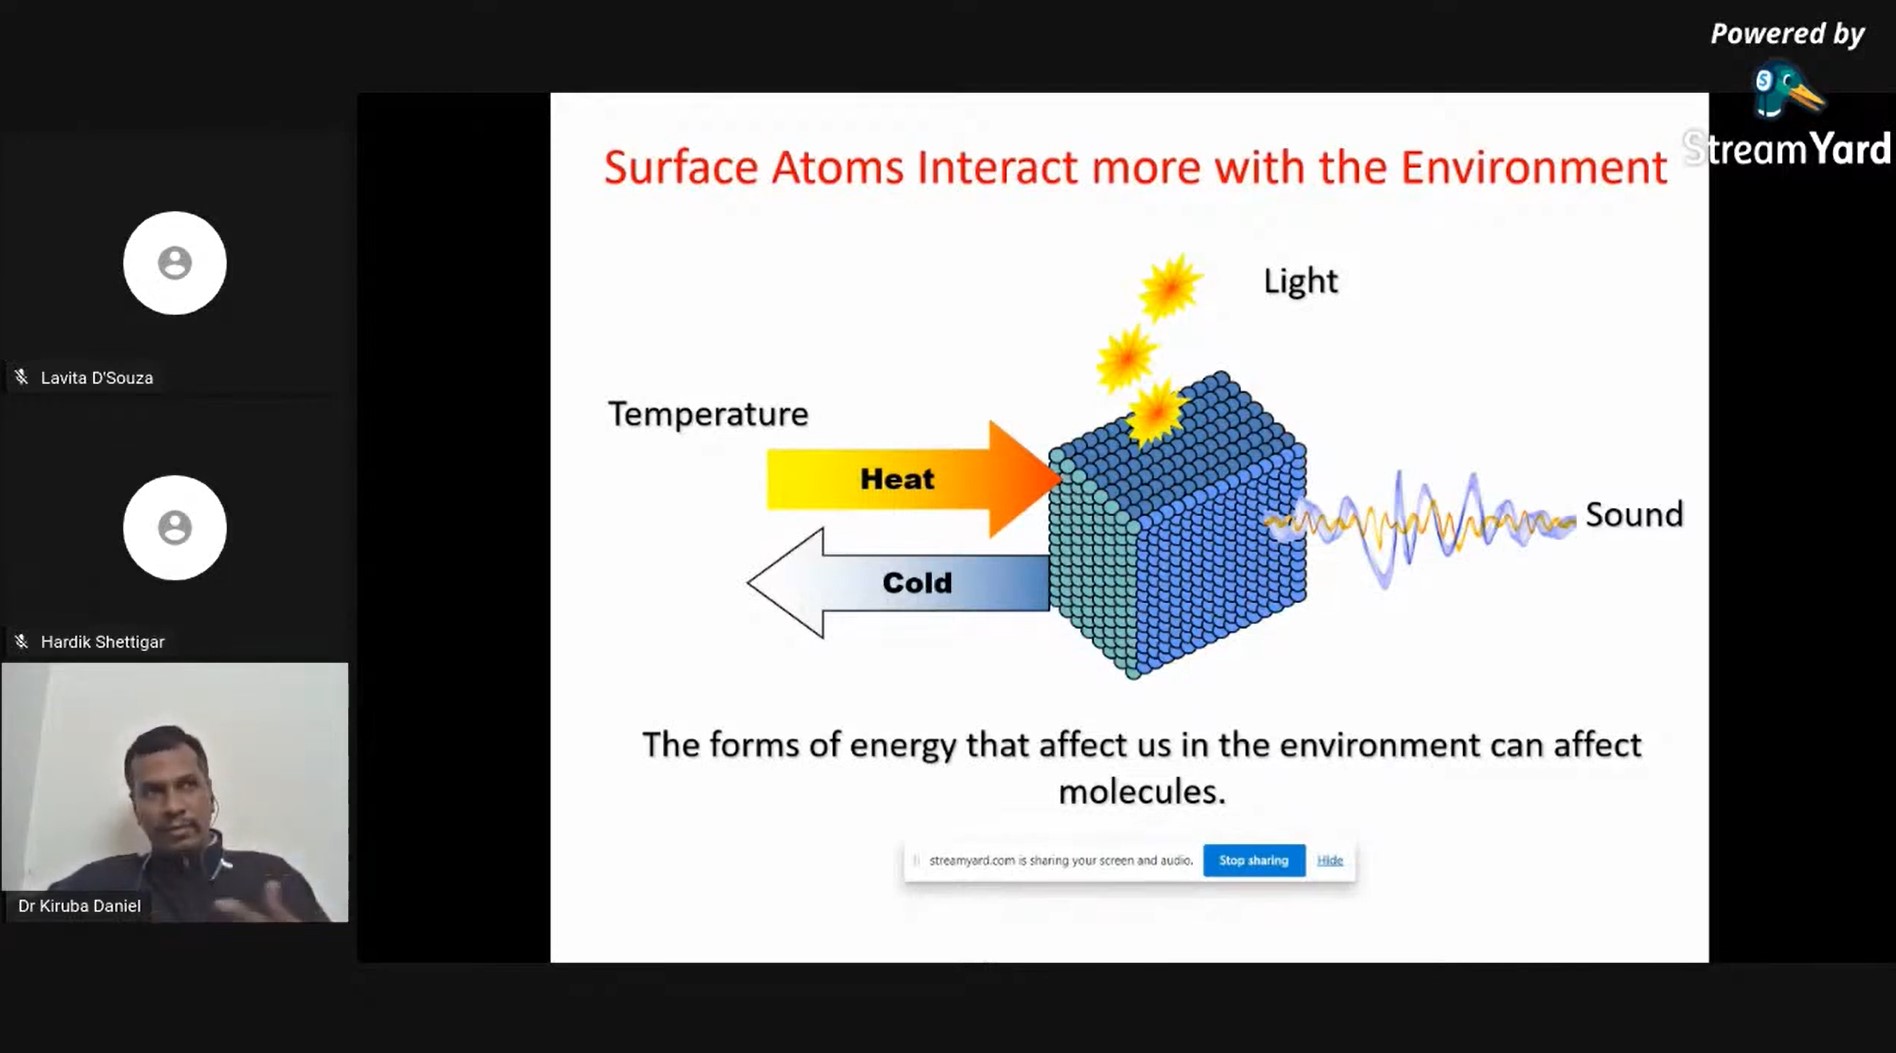 Powered by
StreamYard
Surface Atoms Interact more with the Environment
Light
Temperature
Heat
Sound
Cold
The forms of energy that affect us in the environment can affect
molecules.
streamyard.com is sharing your screen and audio. Stop sharing Hide
Lavita D'Souza
Hardik Shettigar
Dr Kiruba Daniel